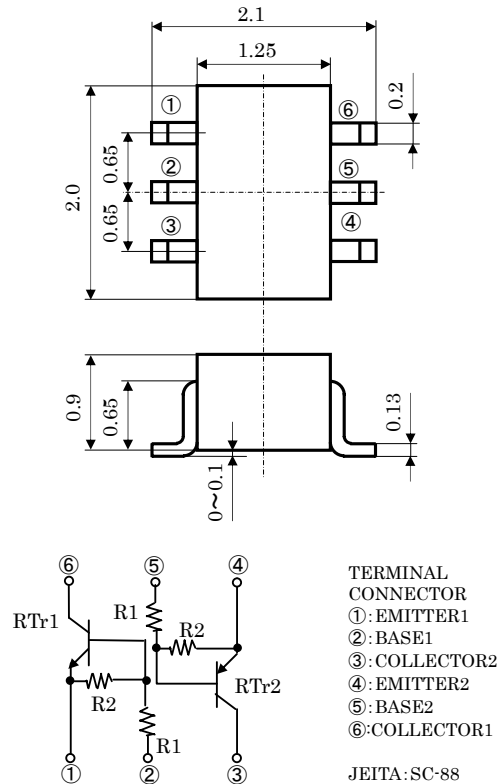 2.1
1.25
①
⑥
0.2
0.65
②
⑤
2.0
0.65
③
④
0.9
0.65
0.13
0~0.1
⑥
⑤
④
RTr1
R1
R2
R2
RTr2
R1
①
②
③
TERMINAL
CONNECTOR
①:EMITTER1
②:BASE1
③:COLLECTOR2
④:EMITTER2
⑤:BASE2
⑥:COLLECTOR1
JEITA:SC-88